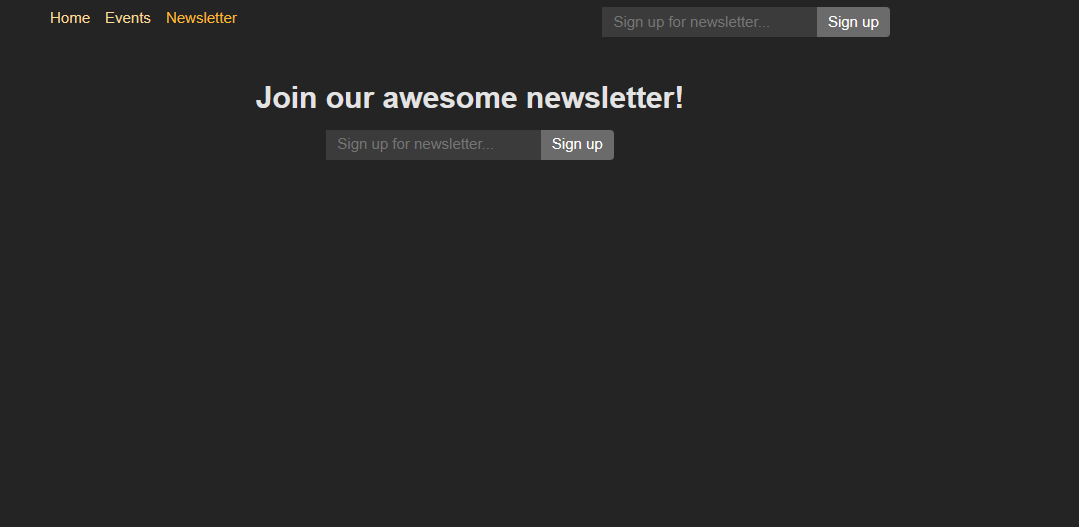 Home Events Newsletter Sign up for newsletter... Sign up
Join our awesome newsletter!
Sign up for newsletter... Sign up